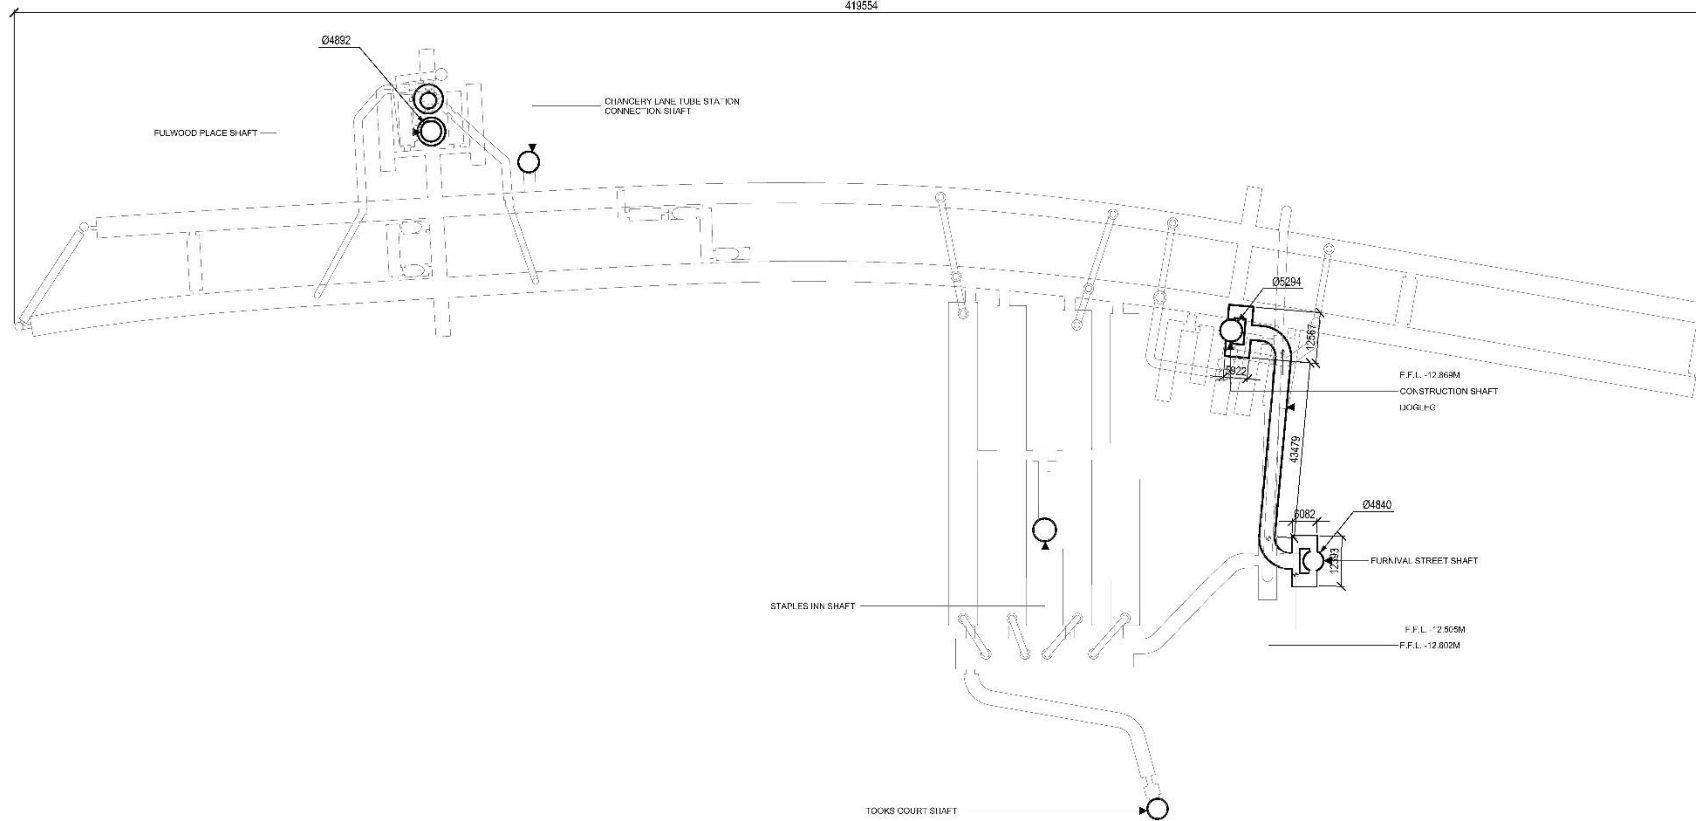 419554
Ø4892
CHANCERY LANE TUBE STATION
CONNECTION SHAFT
FULWOOD PLACE SHAFT
Ø5294
12567
F.F.L. -12.869M
CONSTRUCTION SHAFT
DOGLEG
43479
6082
Ø4840
12393
FURNIVAL STREET SHAFT
STAPLES INN SHAFT
F.F.L. -12.505M
F.F.L. -12.602M
TOOKS COURT SHAFT